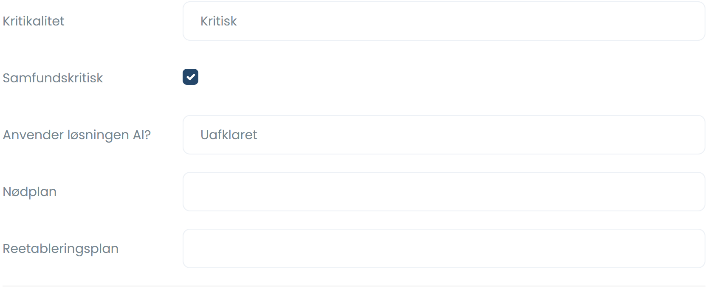 Kritikalitet Kritisk
Samfundskritisk
Anvender løsningen AI? Uafklaret
Nødplan
Reetableringsplan